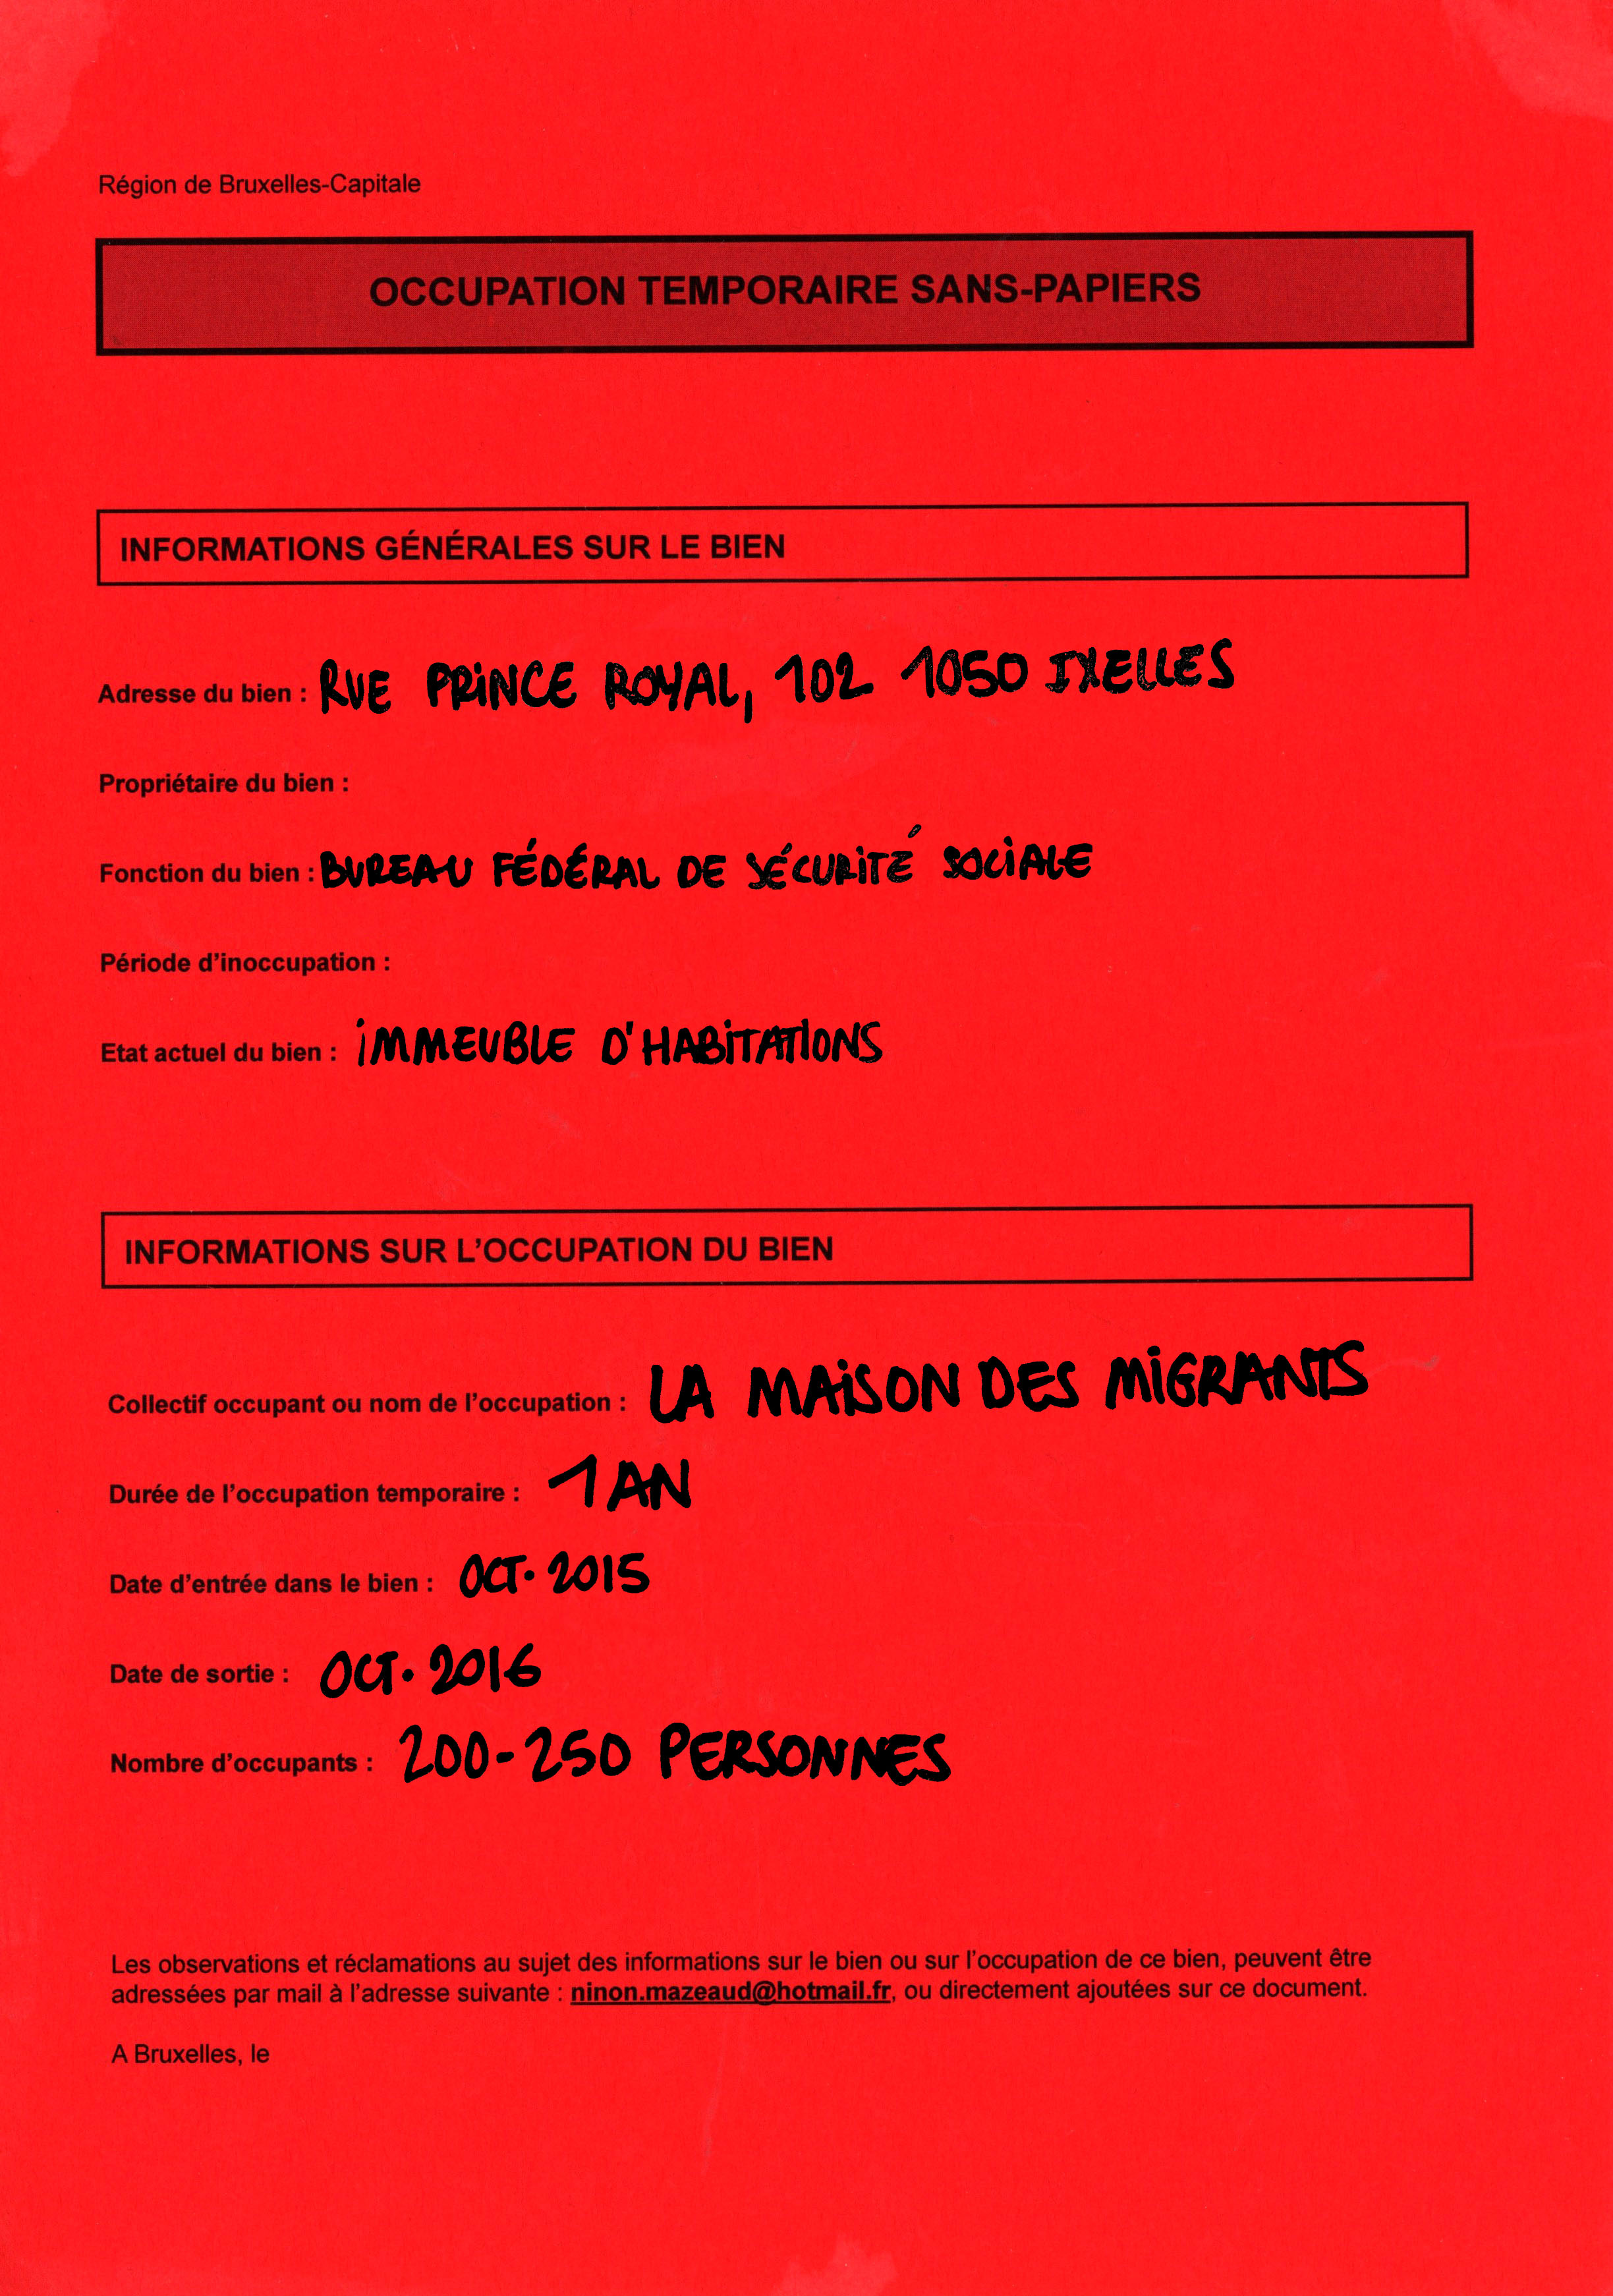 Région de Bruxelles-Capitale
OCCUPATION TEMPORAIRE SANS-PAPIERS
INFORMATIONS GÉNÉRALES SUR LE BIEN
Adresse du bien : RUE PRINCE ROYAL, 102 1050 IXELLES
Propriétaire du bien :
Fonction du bien : BUREAU FÉDÉRAL DE SÉCURITÉ SOCIALE
Période d'inoccupation :
Etat actuel du bien : IMMEUBLE D'HABITATIONS
INFORMATIONS SUR L'OCCUPATION DU BIEN
Collectif occupant ou nom de l'occupation : LA MAISON DES MIGRANTS
Durée de l'occupation temporaire : 1 AN
Date d'entrée dans le bien : OCT. 2015
Date de sortie : OCT. 2016
Nombre d'occupants : 200-250 PERSONNES
Les observations et réclamations au sujet des informations sur le bien ou sur l'occupation de ce bien, peuvent être
adressées par mail à l'adresse suivante : ninon.mazeaud@hotmail.fr, ou directement ajoutées sur ce document.
A Bruxelles, le